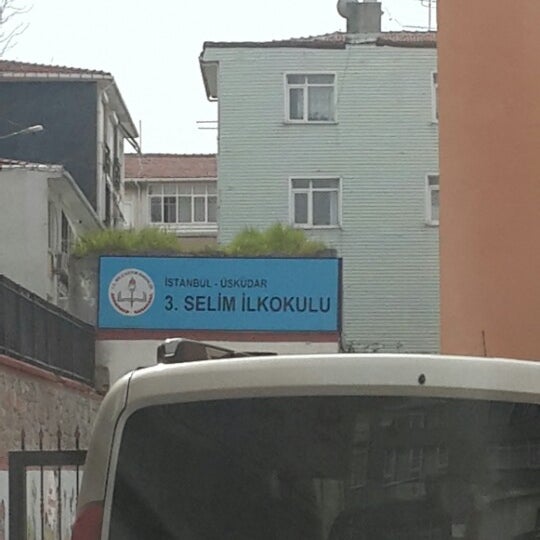 İSTANBUL - ÜSKÜDAR
3. SELİM İLKOKULU